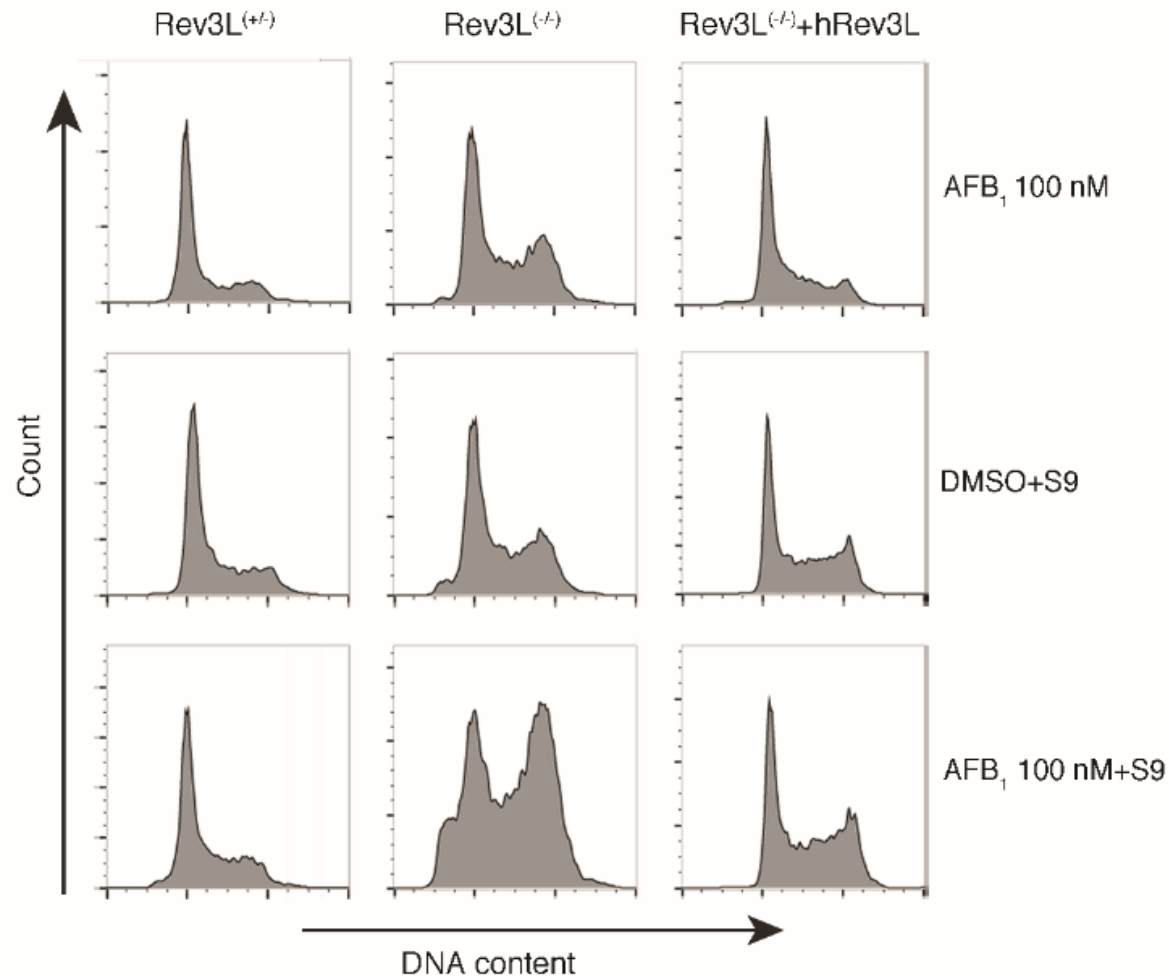 Rev3L(+/-) Rev3L(-/-) Rev3L(-/-)+hRev3L
AFB1 100 nM
Count
DMSO+S9
AFB1 100 nM+S9
DNA content